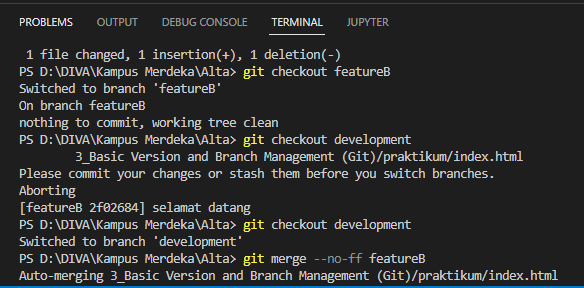 PROBLEMS OUTPUT DEBUG CONSOLE TERMINAL JUPYTER
1 file changed, 1 insertion(+), 1 deletion(-)
PS D:\DIVA\Kampus Merdeka\Alta> git checkout featureB
Switched to branch 'featureB'
On branch featureB
nothing to commit, working tree clean
PS D:\DIVA\Kampus Merdeka\Alta> git checkout development
3_Basic Version and Branch Management (Git)/praktikum/index.html
Please commit your changes or stash them before you switch branches.
Aborting
[featureB 2f02684] selamat datang
PS D:\DIVA\Kampus Merdeka\Alta> git checkout development
Switched to branch 'development'
PS D:\DIVA\Kampus Merdeka\Alta> git merge --no-ff featureB
Auto-merging 3_Basic Version and Branch Management (Git)/praktikum/index.html